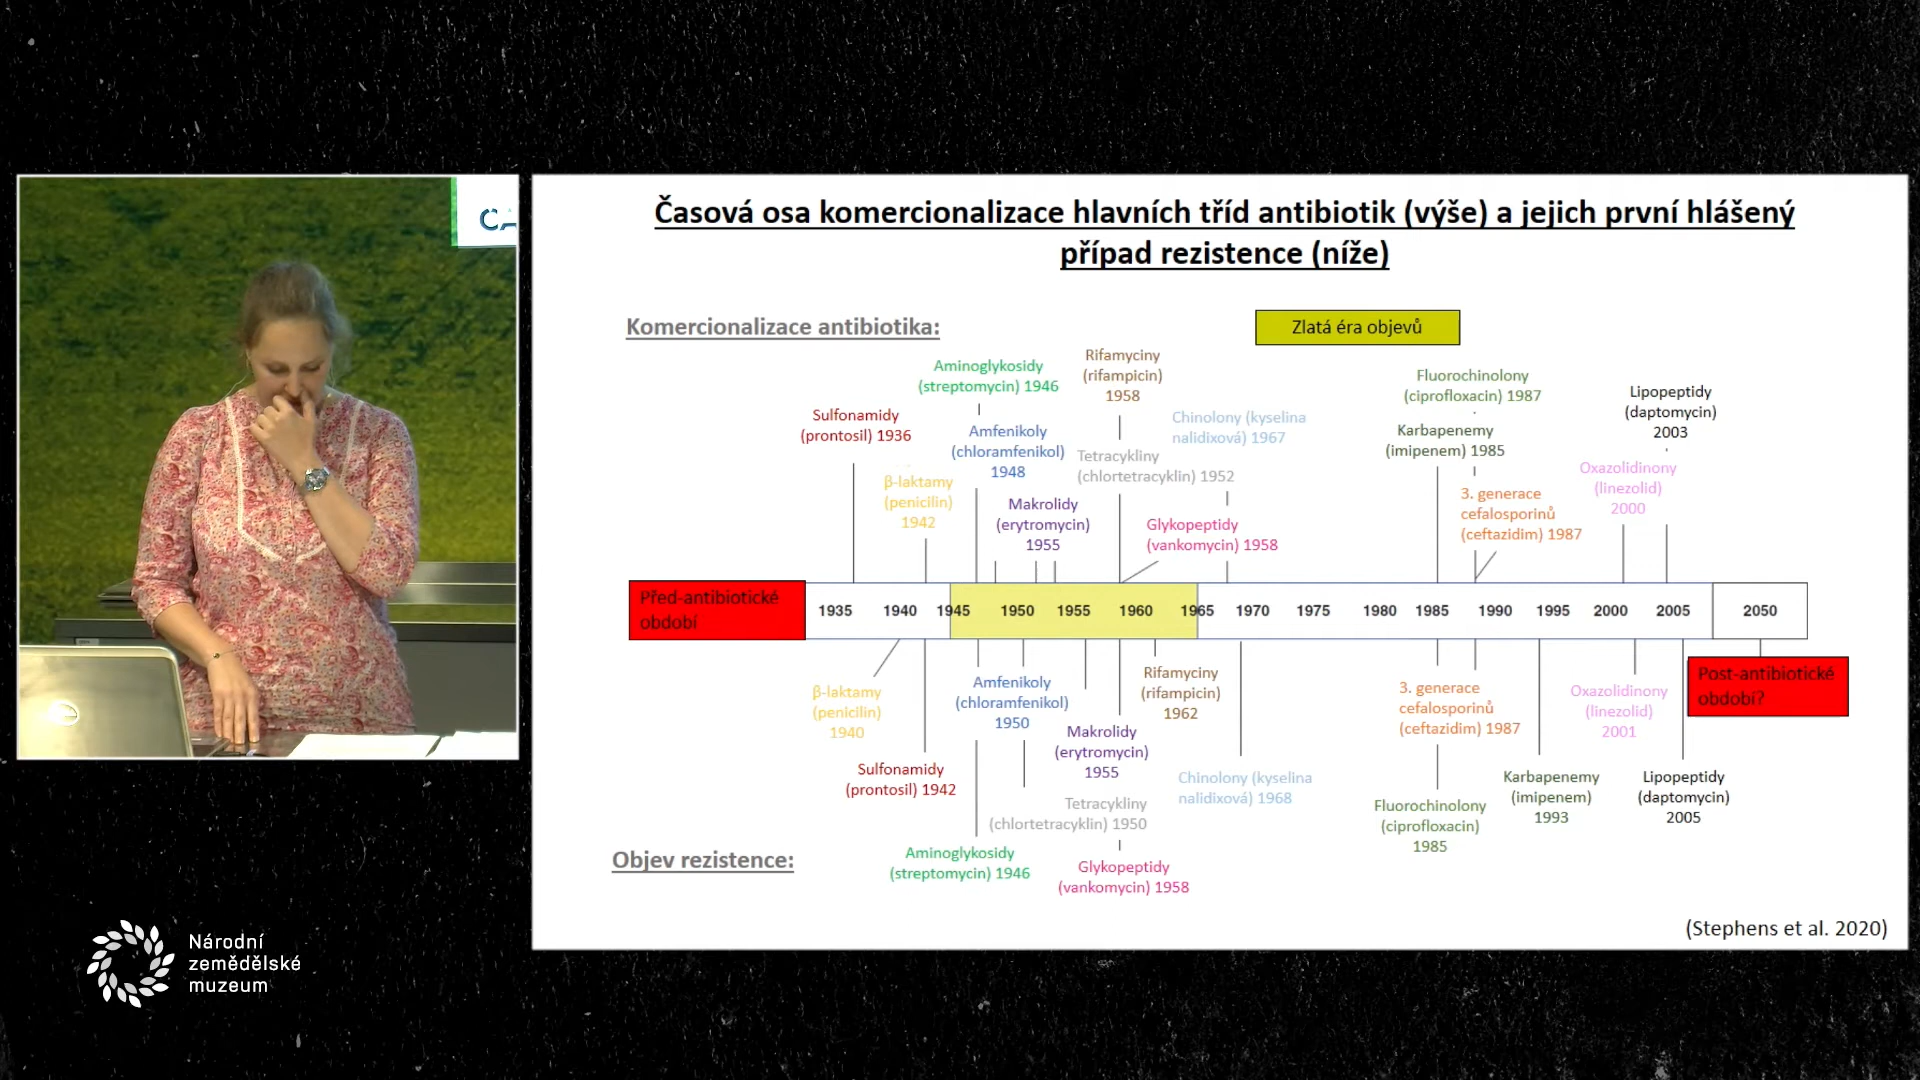 Časová osa komercionalizace hlavních tříd antibiotik (výše) a jejich první hlášený
případ rezistence (níže)
Komercionalizace antibiotika:
Zlatá éra objevů
Sulfonamidy
(prontosil) 1936
β-laktamy
(penicilin)
1942
Aminoglykosidy
(streptomycin) 1946
Amfenikoly
(chloramfenikol)
1948
Makrolidy
(erytromycin)
1955
Rifamyciny
(rifampicin)
1958
Tetracykliny
(chlortetracyklin) 1952
Chinolony (kyselina
nalidixová) 1967
Glykopeptidy
(vankomycin) 1958
Fluorochinolony
(ciprofloxacin) 1987
Karbapenemy
(imipenem) 1985
3. generace
cefalosporinů
(ceftazidim) 1987
Lipopeptidy
(daptomycin)
2003
Oxazolidinony
(linezolid)
2000
Před-antibiotické
období
1935 1940 1945 1950 1955 1960 1965 1970 1975 1980 1985 1990 1995 2000 2005 2050
Post-antibiotické
období?
β-laktamy
(penicilin)
1940
Sulfonamidy
(prontosil) 1942
Amfenikoly
(chloramfenikol)
1950
Makrolidy
(erytromycin)
1955
Rifamyciny
(rifampicin)
1962
Tetracykliny
(chlortetracyklin) 1950
Aminoglykosidy
(streptomycin) 1946
Glykopeptidy
(vankomycin) 1958
Chinolony (kyselina
nalidixová) 1968
3. generace
cefalosporinů
(ceftazidim) 1987
Fluorochinolony
(ciprofloxacin)
1985
Karbapenemy
(imipenem)
1993
Oxazolidinony
(linezolid)
2001
Lipopeptidy
(daptomycin)
2005
Objev rezistence:
(Stephens et al. 2020)
Národní
zemědělské
muzeum